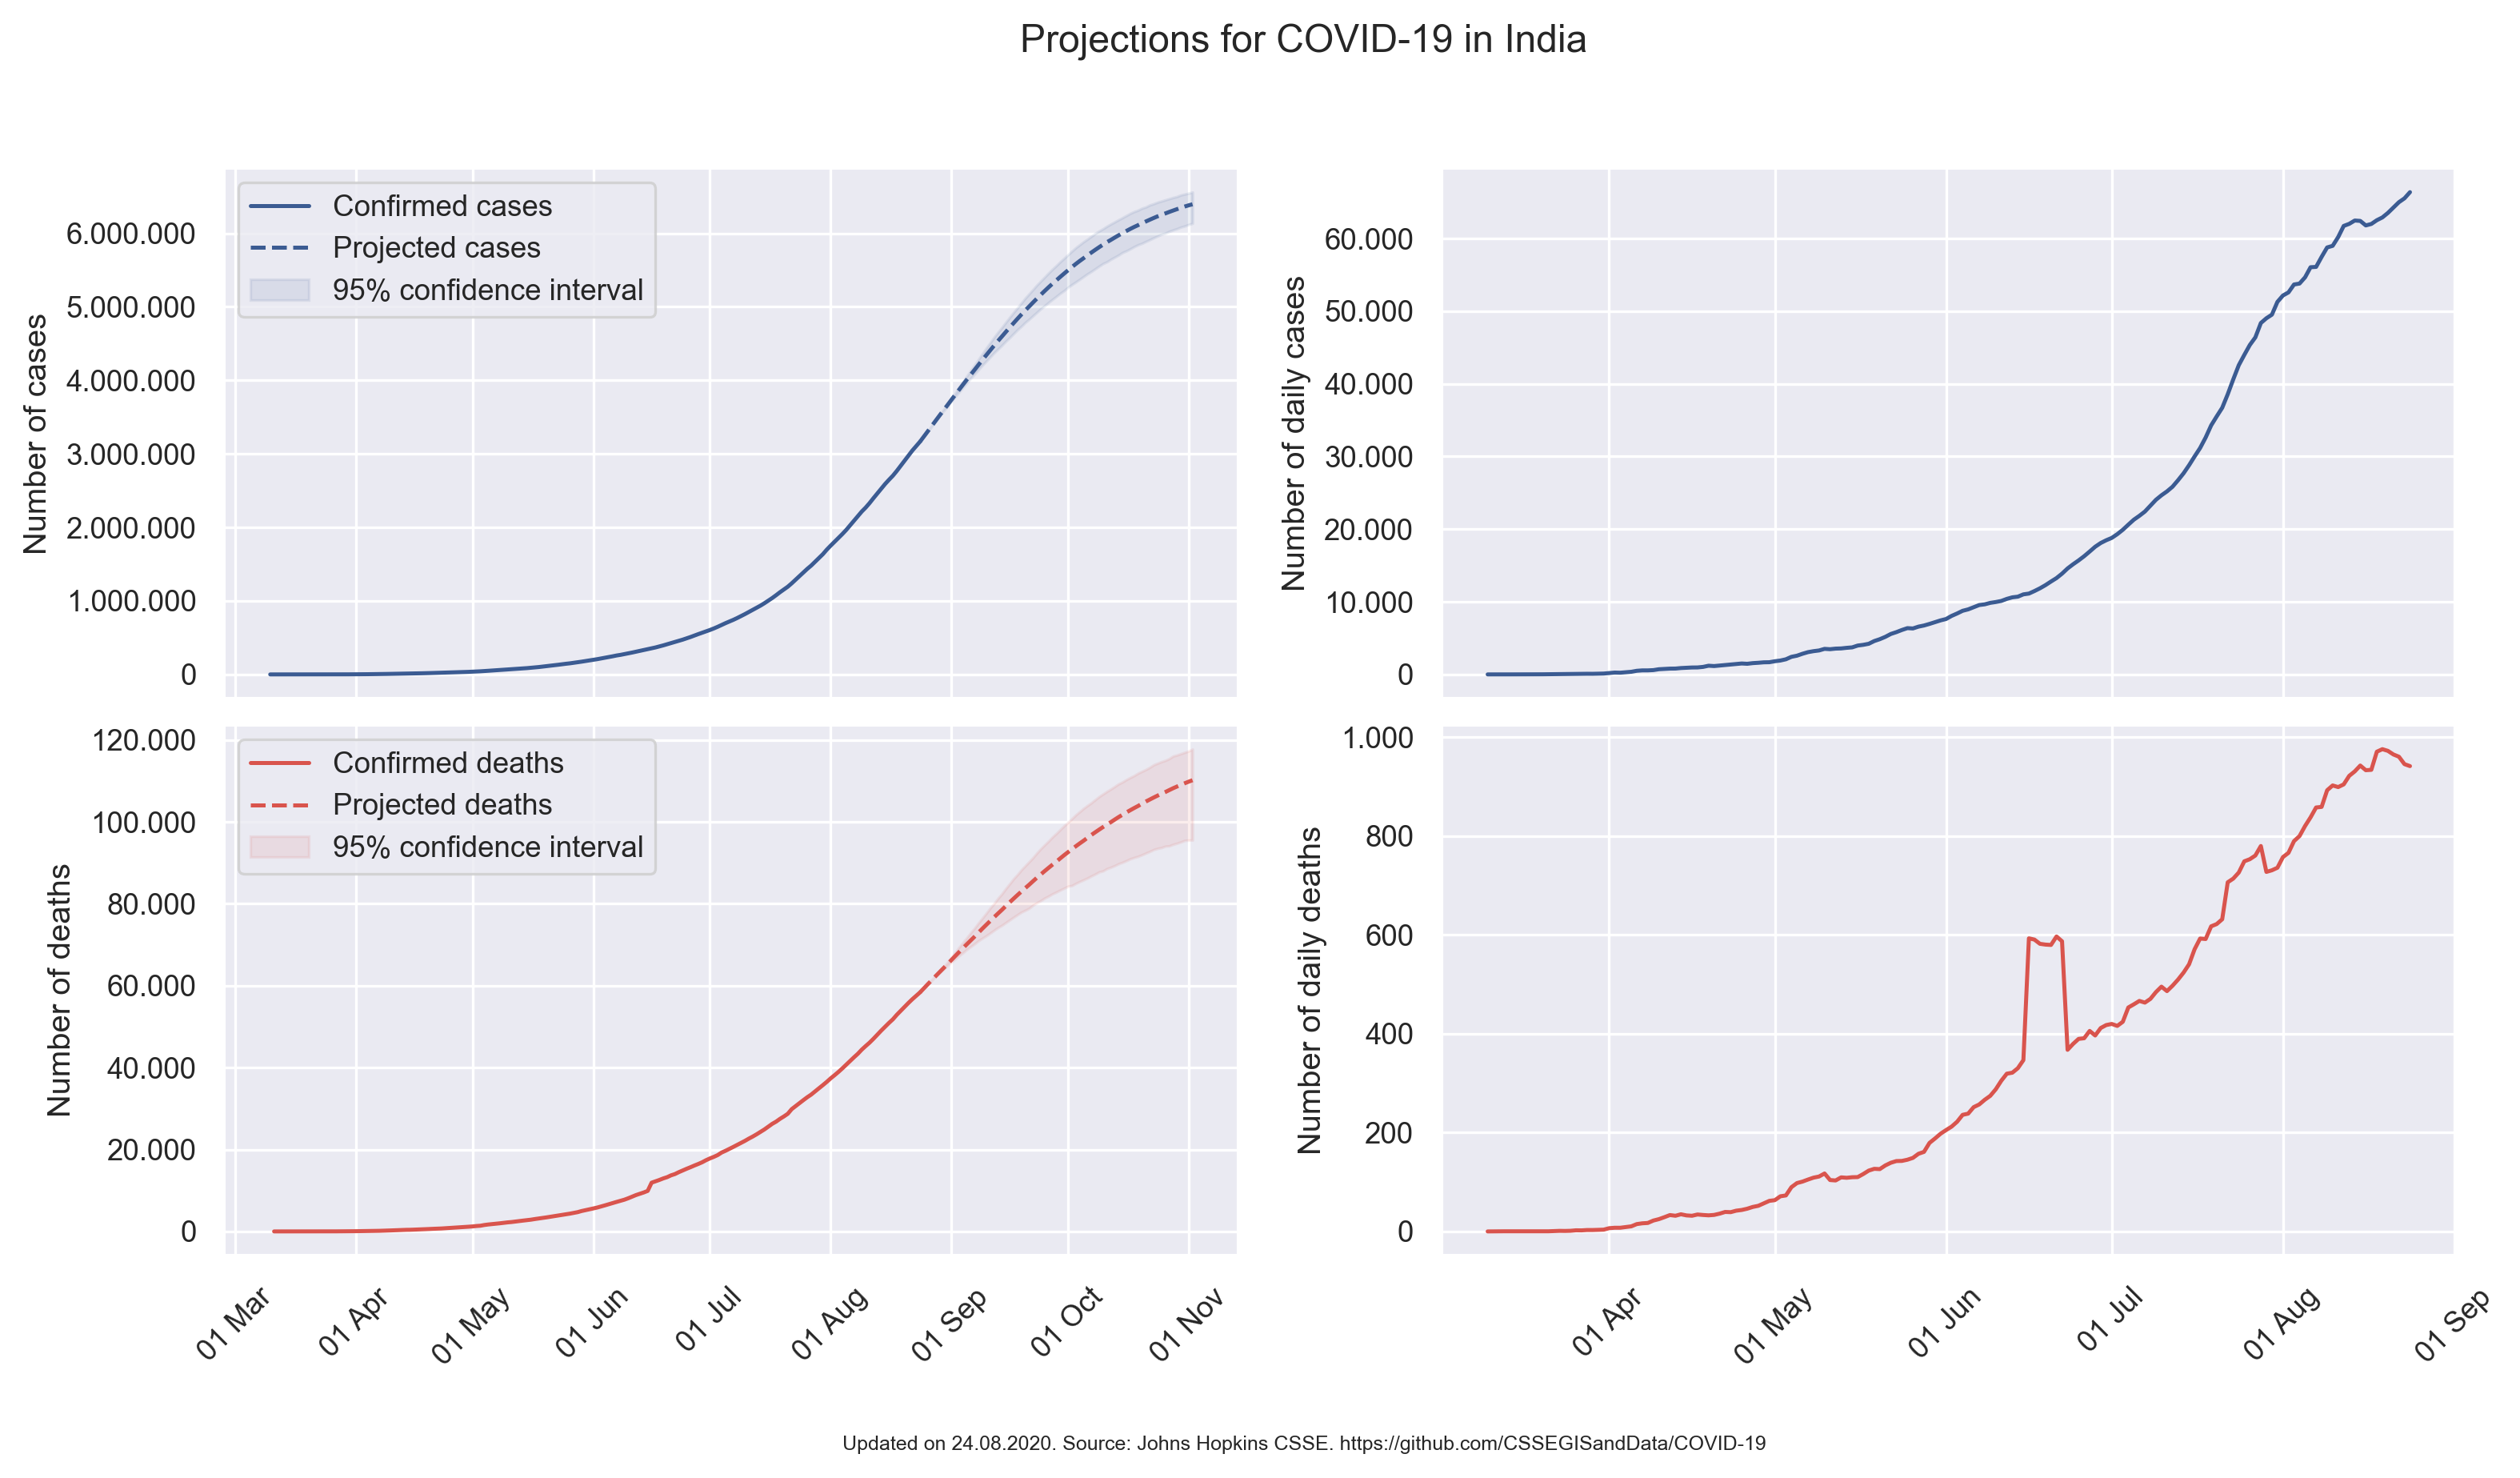 Projections for COVID-19 in India
Number of cases
6.000.000
5.000.000
4.000.000
3.000.000
2.000.000
1.000.000
0
Confirmed cases
Projected cases
95% confidence interval
Number of daily cases
60.000
50.000
40.000
30.000
20.000
10.000
0
Number of deaths
120.000
100.000
80.000
60.000
40.000
20.000
0
Confirmed deaths
Projected deaths
95% confidence interval
01 Mar
01 Apr
01 May
01 Jun
01 Jul
01 Aug
01 Sep
01 Oct
01 Nov
Number of daily deaths
1.000
800
600
400
200
0
01 Apr
01 May
01 Jun
01 Jul
01 Aug
01 Sep
Updated on 24.08.2020. Source: Johns Hopkins CSSE. https://github.com/CSSEGISandData/COVID-19